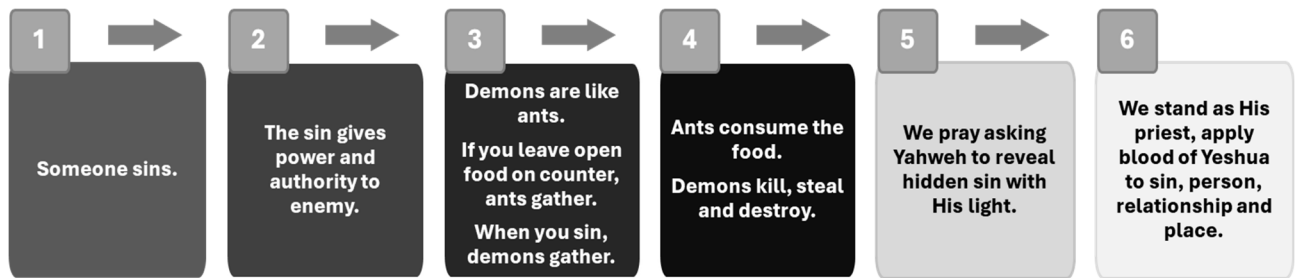 1
Someone sins.
2
The sin gives
power and
authority to
enemy.
3
Demons are like
ants.
If you leave open
food on counter,
ants gather.
When you sin,
demons gather.
4
Ants consume the
food.
Demons kill, steal
and destroy.
5
We pray asking
Yahweh to reveal
hidden sin with
His light.
6
We stand as His
priest, apply
blood of Yeshua
to sin, person,
relationship and
place.